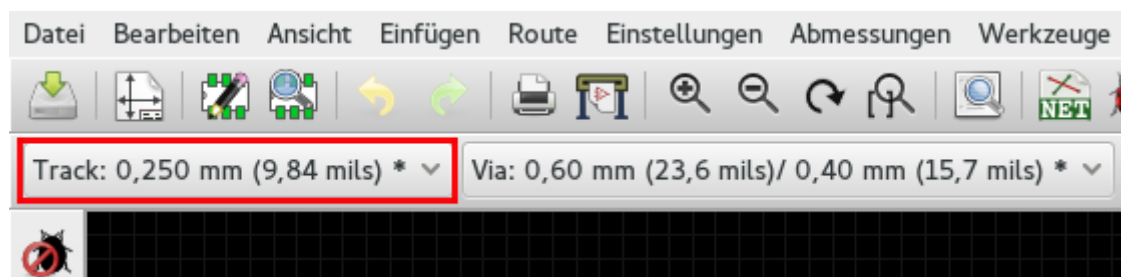 Datei Bearbeiten Ansicht Einfügen Route Einstellungen Abmessungen Werkzeuge
NET
Track: 0,250 mm (9,84 mils) * Via: 0,60 mm (23,6 mils)/ 0,40 mm (15,7 mils) *